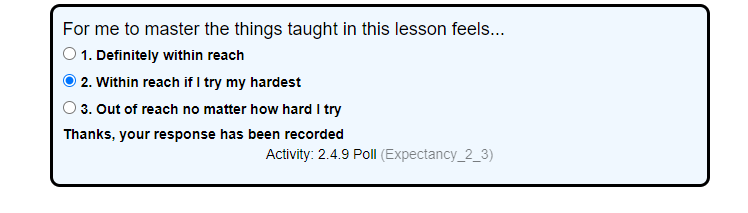 For me to master the things taught in this lesson feels...
1. Definitely within reach
2. Within reach if I try my hardest
3. Out of reach no matter how hard I try
Thanks, your response has been recorded
Activity: 2.4.9 Poll (Expectancy_2_3)